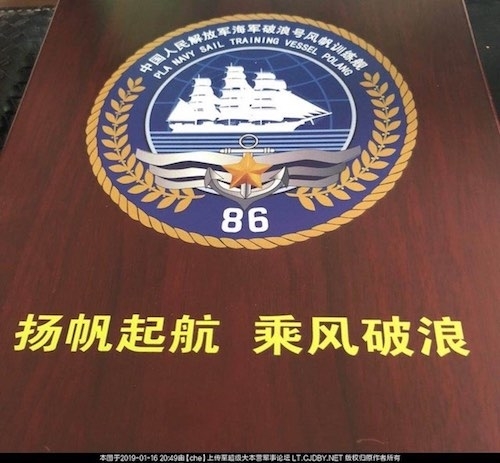 中国人民解放军海军破浪号风帆训练舰
PLA NAVY SAIL TRAINING VESSEL POLANG
86
扬帆起航 乘风破浪
本图于2019-01-16 20:49由【che】上传至超级大本营军事论坛 LT.CJDBY.NET 版权归原作者所有